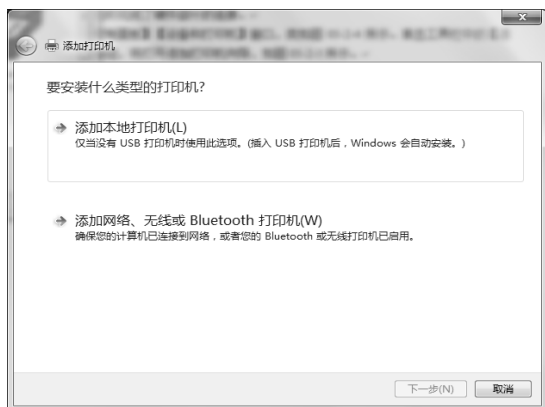 添加打印机
要安装什么类型的打印机?
添加本地打印机(L)
仅当没有 USB 打印机时使用此选项。(插入 USB 打印机后，Windows 会自动安装。)
添加网络、无线或 Bluetooth 打印机(W)
确保您的计算机已连接到网络，或者您的 Bluetooth 或无线打印机已启用。
下一步(N)
取消